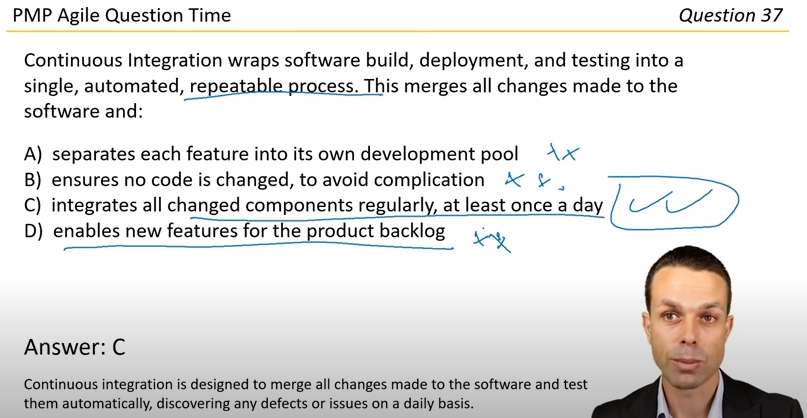 PMP Agile Question Time
Question 37
Continuous Integration wraps software build, deployment, and testing into a
single, automated, repeatable process. This merges all changes made to the
software and:
A) separates each feature into its own development pool
B) ensures no code is changed, to avoid complication
C) integrates all changed components regularly, at least once a day
D) enables new features for the product backlog
Answer: C
Continuous integration is designed to merge all changes made to the software and test
them automatically, discovering any defects or issues on a daily basis.